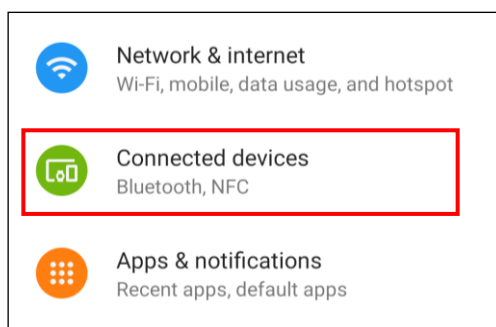 Network & internet
Wi-Fi, mobile, data usage, and hotspot
Connected devices
Bluetooth, NFC
Apps & notifications
Recent apps, default apps